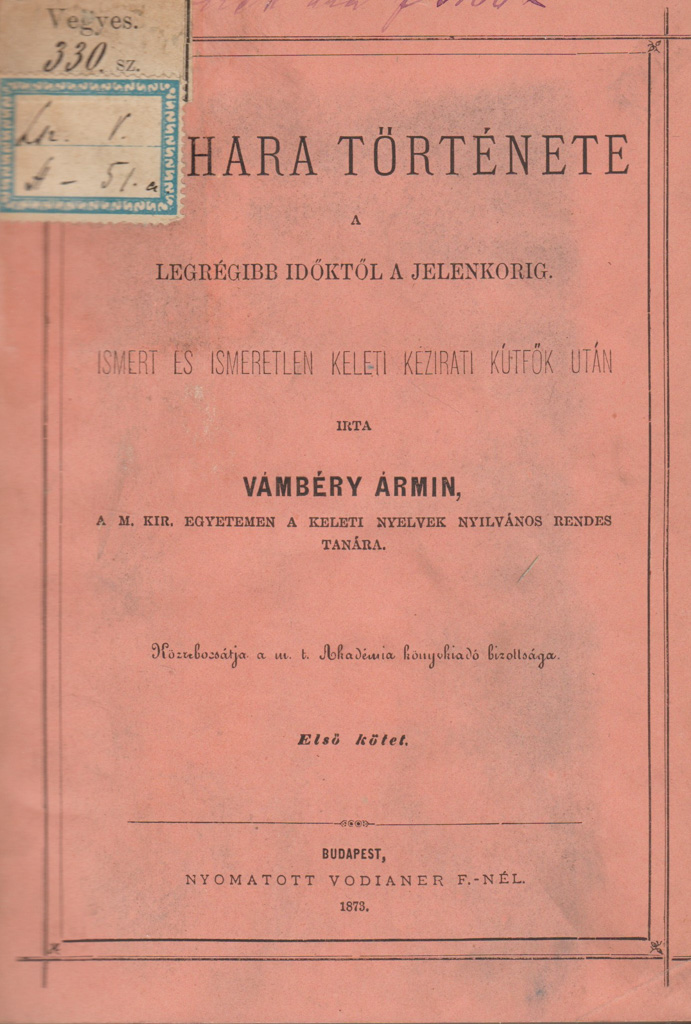 Vegyes.
330. sz.
V.
51.a
HARA TÖRTÉNETE
A
LEGRÉGIBB IDŐKTŐL A JELENKORIG.
ISMERT ÉS ISMERETLEN KELETI KÉZIRATI KÚTFŐK UTÁN
IRTA
VÁMBÉRY ÁRMIN,
A M. KIR. EGYETEMEN A KELETI NYELVEK NYILVÁNOS RENDES
TANÁRA.
Közrebocsátja a m. t. Akadémia könyvkiadó bizottsága.
Első kötet.
BUDAPEST,
NYOMATOTT VODIANER F.-NÉL.
1873.